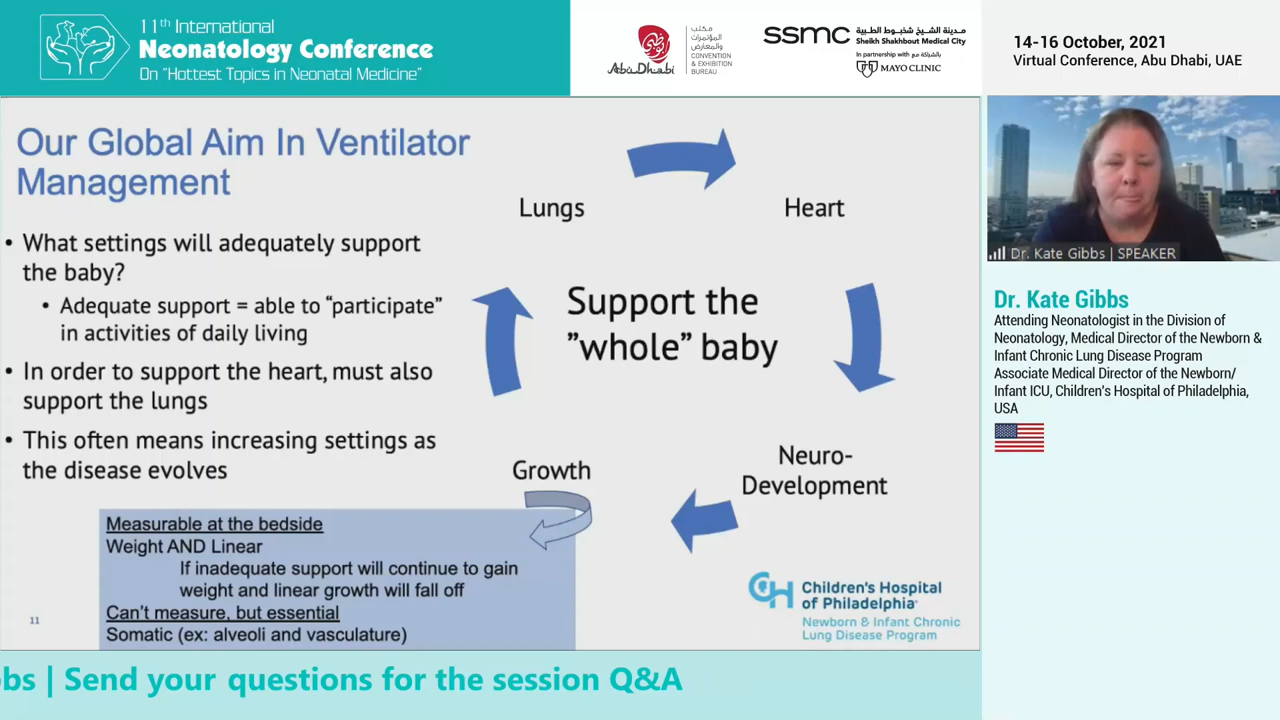 11th International
Neonatology Conference
On "Hottest Topics in Neonatal Medicine"
أبوظبي
Abu Dhabi
مكتب
المؤتمرات
والمعارض
CONVENTION
& EXHIBITION
BUREAU
ssmc
مدينة الشيخ شخبوط الطبية
Sheikh Shakhbout Medical City
In partnership with بالشراكة مع
MAYO CLINIC
14-16 October, 2021
Virtual Conference, Abu Dhabi, UAE
Our Global Aim In Ventilator
Management
• What settings will adequately support
the baby?
• Adequate support = able to “participate”
in activities of daily living
• In order to support the heart, must also
support the lungs
• This often means increasing settings as
the disease evolves
Lungs
Heart
Support the
”whole” baby
Neuro-
Development
Growth
Measurable at the bedside
Weight AND Linear
If inadequate support will continue to gain
weight and linear growth will fall off
Can't measure, but essential
Somatic (ex: alveoli and vasculature)
11
CH
Children's Hospital
of Philadelphia
Newborn & Infant Chronic
Lung Disease Program
Dr. Kate Gibbs | SPEAKER
Dr. Kate Gibbs
Attending Neonatologist in the Division of
Neonatology, Medical Director of the Newborn &
Infant Chronic Lung Disease Program
Associate Medical Director of the Newborn/
Infant ICU, Children's Hospital of Philadelphia,
USA
bs | Send your questions for the session Q&A